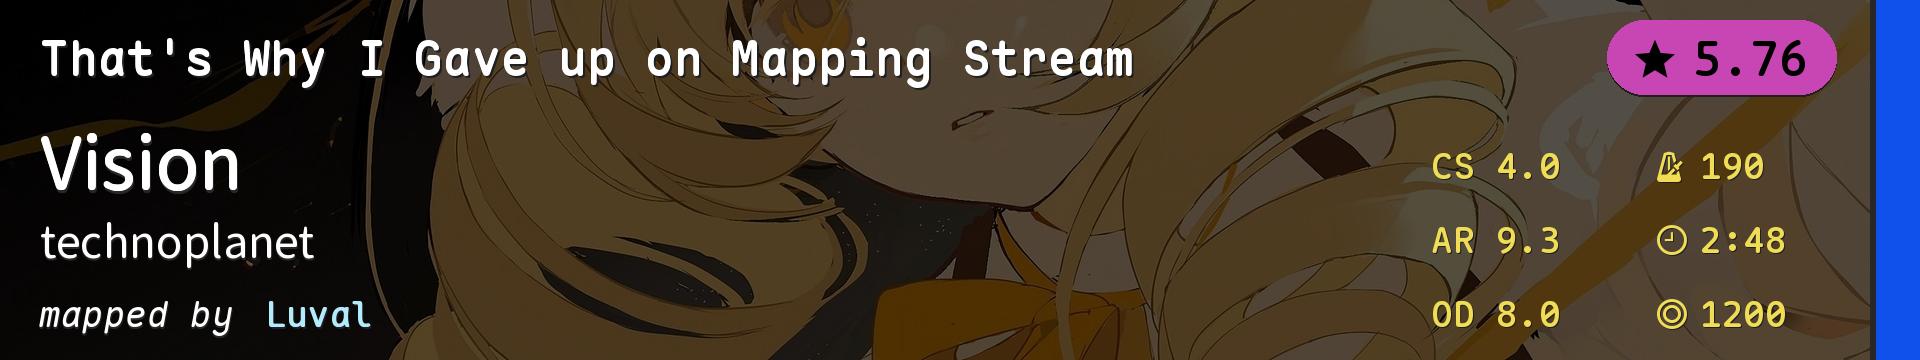 That's Why I Gave up on Mapping Stream
★ 5.76
Vision
technoplanet
mapped by Luval
CS 4.0
190
AR 9.3
2:48
OD 8.0
1200